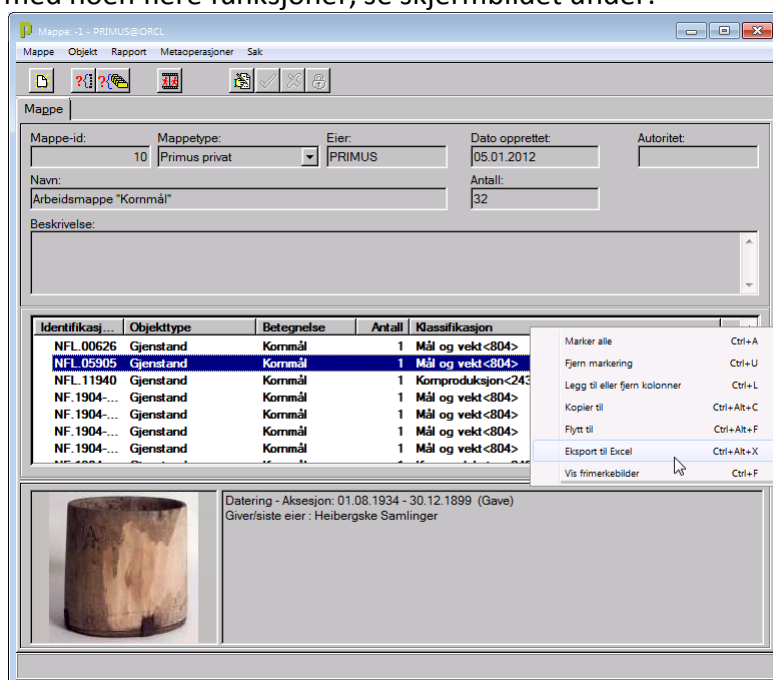 med noen flere funksjoner, se skjermbildet under:
Mappe: -1 - PRIMUS@ORCL
Mappe Objekt Rapport Metaoperasjoner Sak
Mappe
Mappe-id: Mappetype: Eier: Dato opprettet: Autoritet:
10 Primus privat PRIMUS 05.01.2012
Navn: Antall:
Arbeidsmappe "Kornmål" 32
Beskrivelse:
Identifikasj... Objekttype Betegnelse Antall Klassifikasjon
NFL.00626 Gjenstand Kornmål 1 Mål og vekt<804>
NFL.05905 Gjenstand Kornmål 1 Mål og vekt<804>
NFL.11940 Gjenstand Kornmål 1 Kornproduksjon<243
NF.1904-... Gjenstand Kornmål 1 Mål og vekt<804>
NF.1904-... Gjenstand Kornmål 1 Mål og vekt<804>
NF.1904-... Gjenstand Kornmål 1 Mål og vekt<804>
NF.1904-... Gjenstand Kornmål 1 Mål og vekt<804>
Marker alle Ctrl+A
Fjern markering Ctrl+U
Legg til eller fjern kolonner Ctrl+L
Kopier til Ctrl+Alt+C
Flytt til Ctrl+Alt+F
Eksport til Excel Ctrl+Alt+X
Vis frimerkebilder Ctrl+F
Datering - Aksesjon: 01.08.1934 - 30.12.1899 (Gave)
Giver/siste eier : Heibergske Samlinger